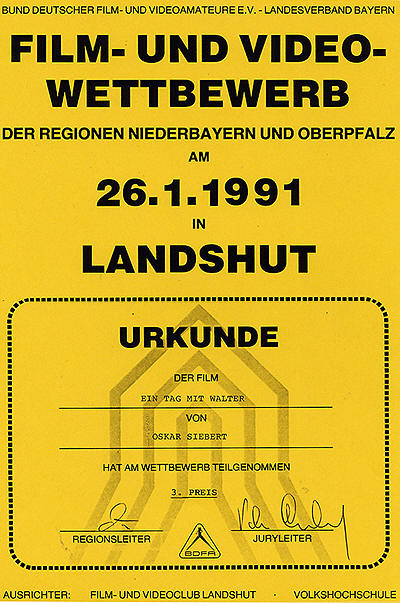 BUND DEUTSCHER FILM- UND VIDEOAMATEURE E.V. - LANDESVERBAND BAYERN
FILM- UND VIDEO-
WETTBEWERB
DER REGIONEN NIEDERBAYERN UND OBERPFALZ
AM
26.1.1991
IN
LANDSHUT
URKUNDE
DER FILM
EIN TAG MIT WALTER
VON
OSKAR SIEBERT
HAT AM WETTBEWERB TEILGENOMMEN
3. PREIS
REGIONSLEITER
BDFA
JURYLEITER
AUSRICHTER: FILM- UND VIDEOCLUB LANDSHUT · VOLKSHOCHSCHULE